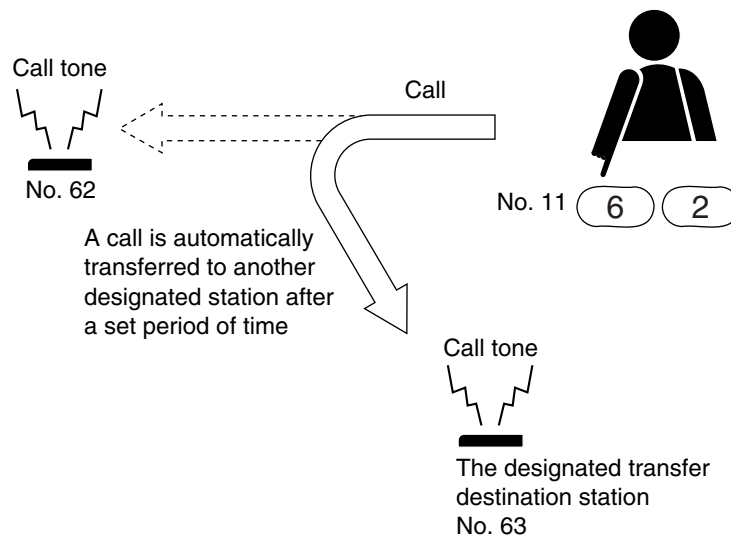 Call tone
Call
No. 62
No. 11
6
2
A call is automatically
transferred to another
designated station after
a set period of time
Call tone
The designated transfer
destination station
No. 63